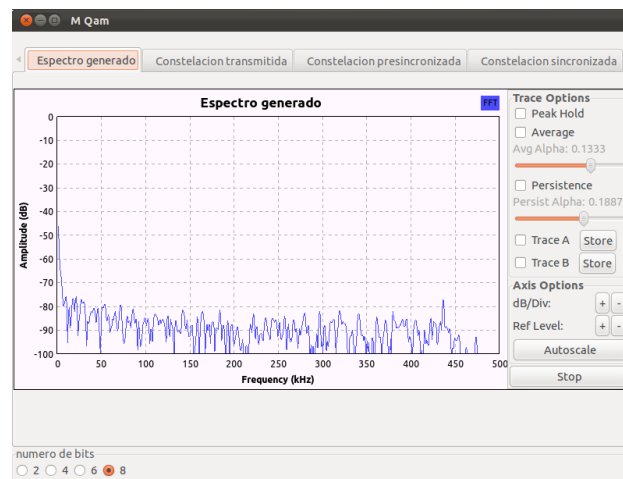 M Qam
Espectro generado
Constelacion transmitida
Constelacion presincronizada
Constelacion sincronizada
Espectro generado
FFT
Amplitude (dB)
0
-10
-20
-30
-40
-50
-60
-70
-80
-90
-100
0 50 100 150 200 250 300 350 400 450 500
Frequency (kHz)
Trace Options
Peak Hold
Average
Avg Alpha: 0.1333
Persistence
Persist Alpha: 0.1887
Trace A Store
Trace B Store
Axis Options
dB/Div: + -
Ref Level: + -
Autoscale
Stop
numero de bits
2 4 6 8